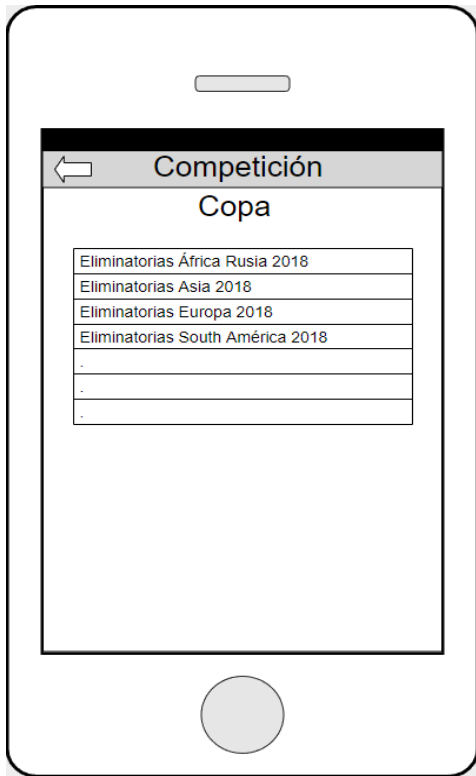 Competición
Copa
Eliminatorias África Rusia 2018
Eliminatorias Asia 2018
Eliminatorias Europa 2018
Eliminatorias South América 2018
.
.
.